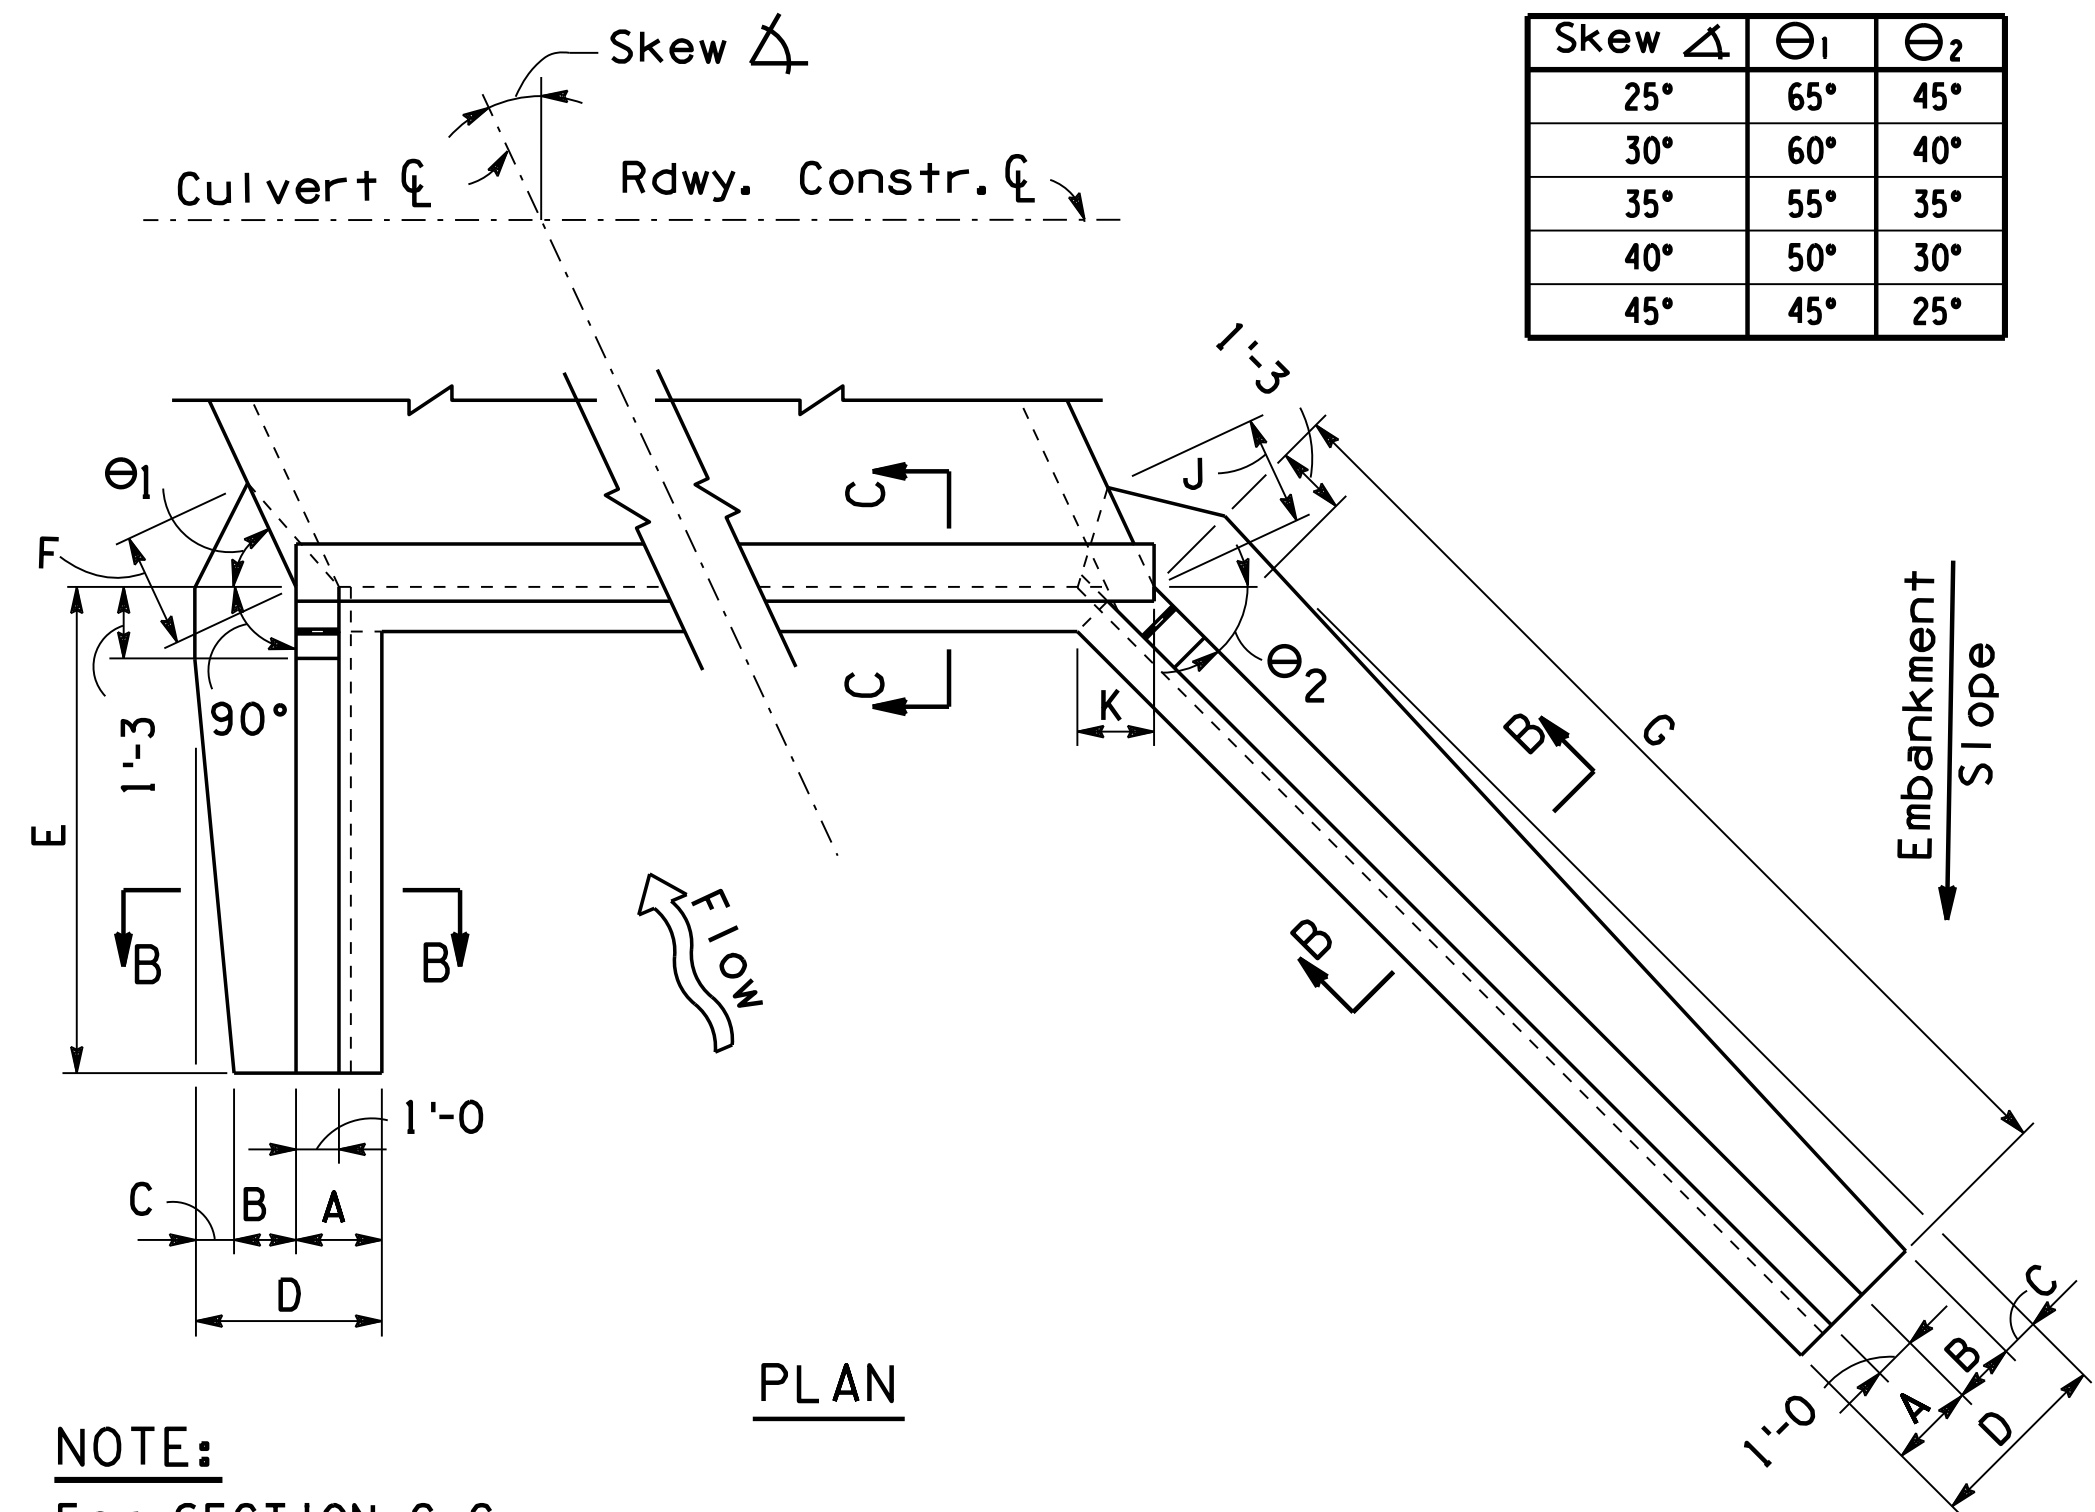 Skew ∡
Culvert ℄
Rdwy. Constr. ℄
Skew ∡ Θ1 Θ2
25° 65° 45°
30° 60° 40°
35° 55° 35°
40° 50° 30°
45° 45° 25°
1'-3
J
Θ1
F
C
C
K
Θ2
90°
1'-3
E
B
B
B
B
G
Embankment
Slope
Flow
1'-0
C
B
A
D
C
B
A
1'-0
D
PLAN
NOTE: